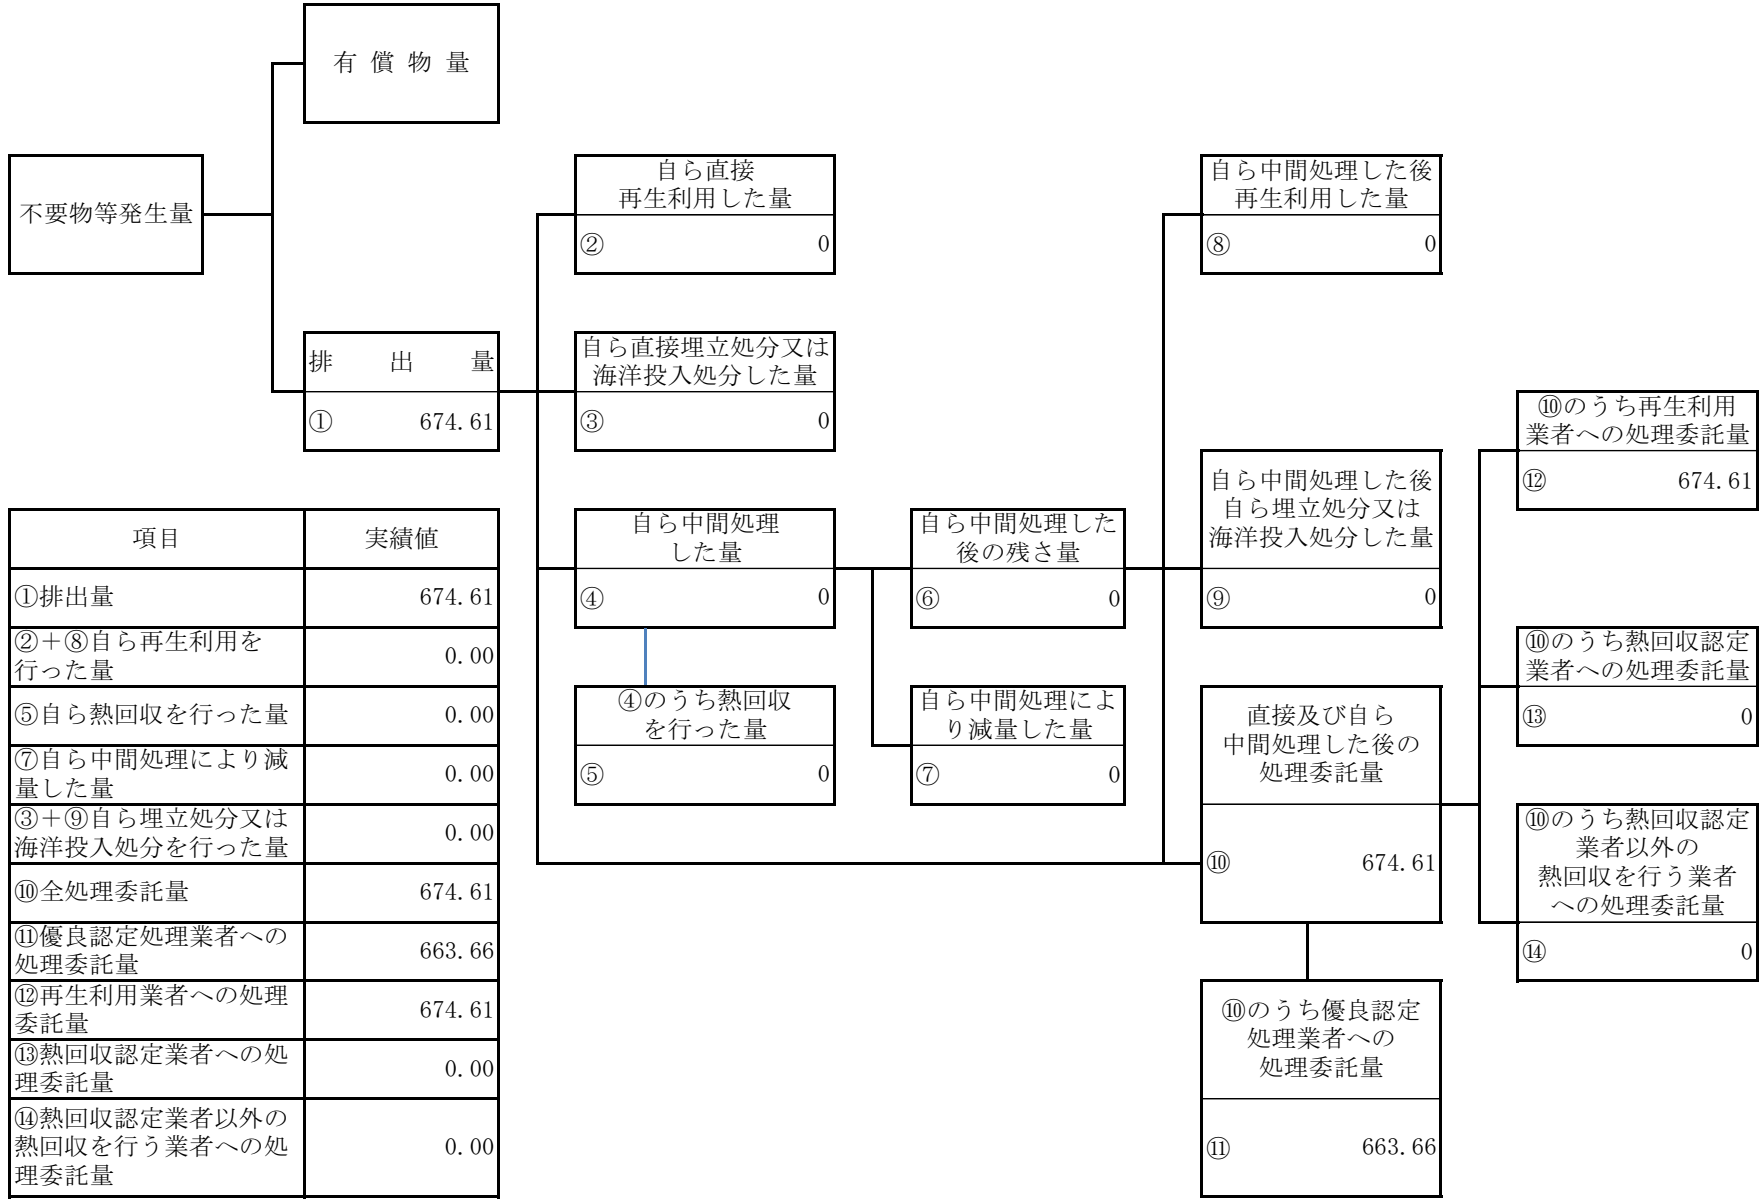 有償物量
不要物等発生量
自ら直接
再生利用した量
② 0
自ら中間処理した後
再生利用した量
⑧ 0
排出量
① 674.61
自ら直接埋立処分又は
海洋投入処分した量
③ 0
⑩のうち再生利用
業者への処理委託量
⑫ 674.61
自ら中間処理
した量
④ 0
自ら中間処理した
後の残さ量
⑥ 0
自ら中間処理した後
自ら埋立処分又は
海洋投入処分した量
⑨ 0
⑩のうち熱回収認定
業者への処理委託量
⑬ 0
④のうち熱回収
を行った量
⑤ 0
自ら中間処理によ
り減量した量
⑦ 0
直接及び自ら
中間処理した後の
処理委託量
⑩ 674.61
⑩のうち熱回収認定
業者以外の
熱回収を行う業者
への処理委託量
⑭ 0
⑩のうち優良認定
処理業者への
処理委託量
⑪ 663.66
項目 実績値
①排出量 674.61
②＋⑧自ら再生利用を
行った量 0.00
⑤自ら熱回収を行った量 0.00
⑦自ら中間処理により減
量した量 0.00
③＋⑨自ら埋立処分又は
海洋投入処分を行った量 0.00
⑩全処理委託量 674.61
⑪優良認定処理業者への
処理委託量 663.66
⑫再生利用業者への処理
委託量 674.61
⑬熱回収認定業者への処
理委託量 0.00
⑭熱回収認定業者以外の
熱回収を行う業者への処
理委託量 0.00